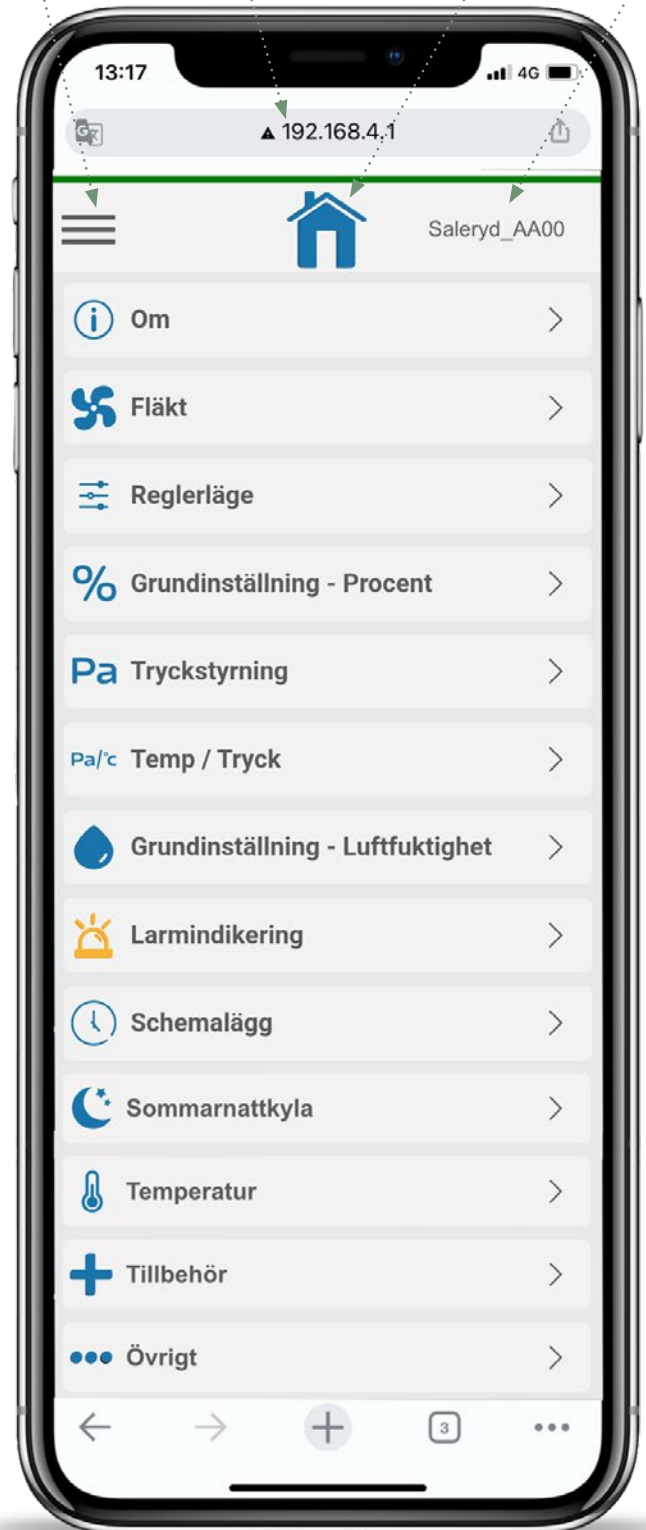 13:17
4G
192.168.4.1
Saleryd_AA00
Om
Fläkt
Reglerläge
% Grundinställning - Procent
Pa Tryckstyrning
Pa/°c Temp / Tryck
Grundinställning - Luftfuktighet
Larmindikering
Schemalägg
Sommarnattkyla
Temperatur
Tillbehör
Övrigt
3